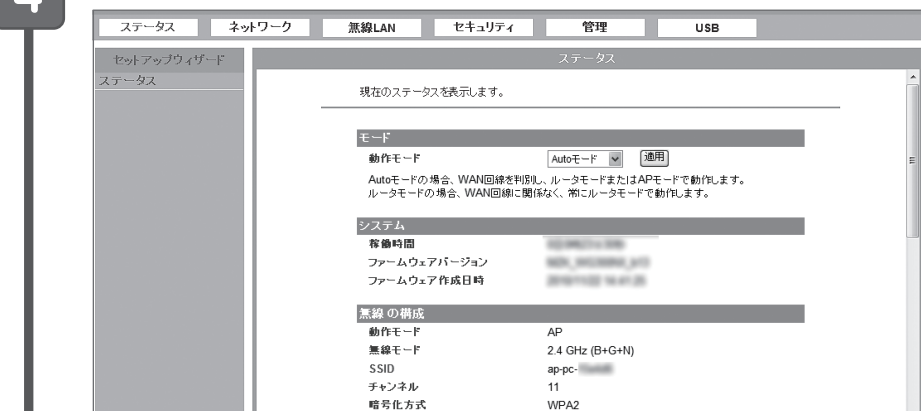 4
ステータス ネットワーク 無線LAN セキュリティ 管理 USB
セットアップウィザード
ステータス
ステータス
現在のステータスを表示します。
モード
動作モード Autoモード 適用
Autoモードの場合、WAN回線を判別し、ルータモードまたはAPモードで動作します。
ルータモードの場合、WAN回線に関係なく、常にルータモードで動作します。
システム
稼働時間
ファームウェアバージョン
ファームウェア作成日時
無線の構成
動作モード AP
無線モード 2.4 GHz (B+G+N)
SSID ap-pc-
チャンネル 11
暗号化方式 WPA2